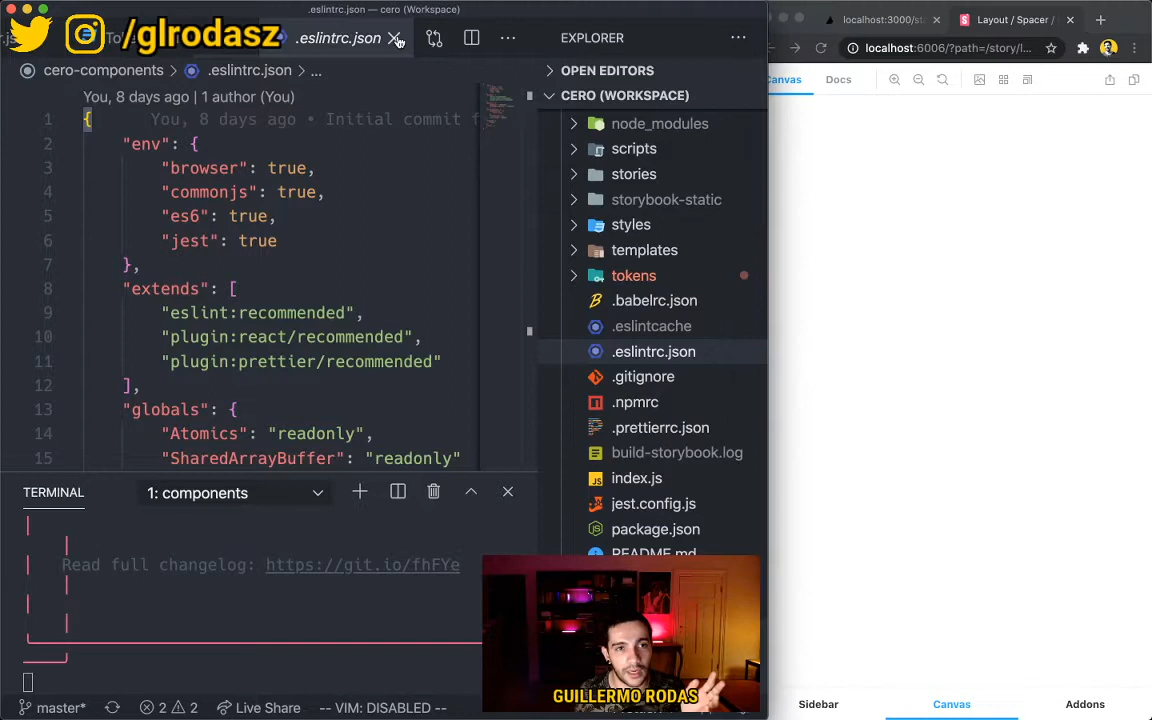 .eslintrc.json — cero (Workspace)
/glrodasz
.eslintrc.json
cero-components > .eslintrc.json > ...
You, 8 days ago | 1 author (You)
1 { You, 8 days ago • Initial commit f
2 "env": {
3 "browser": true,
4 "commonjs": true,
5 "es6": true,
6 "jest": true
7 },
8 "extends": [
9 "eslint:recommended",
10 "plugin:react/recommended",
11 "plugin:prettier/recommended"
12 ],
13 "globals": {
14 "Atomics": "readonly",
15 "SharedArrayBuffer": "readonly"
TERMINAL
1: components
Read full changelog: https://git.io/fhFYe
master*
2 2
Live Share
-- VIM: DISABLED --
EXPLORER
OPEN EDITORS
CERO (WORKSPACE)
node_modules
scripts
stories
storybook-static
styles
templates
tokens
.babelrc.json
.eslintcache
.eslintrc.json
.gitignore
.npmrc
.prettierrc.json
build-storybook.log
index.js
jest.config.js
package.json
README.md
GUILLERMO RODAS
localhost:3000/st
Layout / Spacer /
localhost:6006/?path=/story/l...
Canvas
Docs
Sidebar
Canvas
Addons